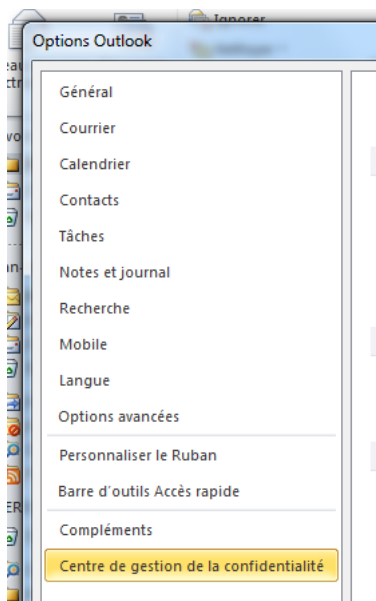 Ignorer
Options Outlook
Général
Courrier
Calendrier
Contacts
Tâches
Notes et journal
Recherche
Mobile
Langue
Options avancées
Personnaliser le Ruban
Barre d'outils Accès rapide
Compléments
Centre de gestion de la confidentialité